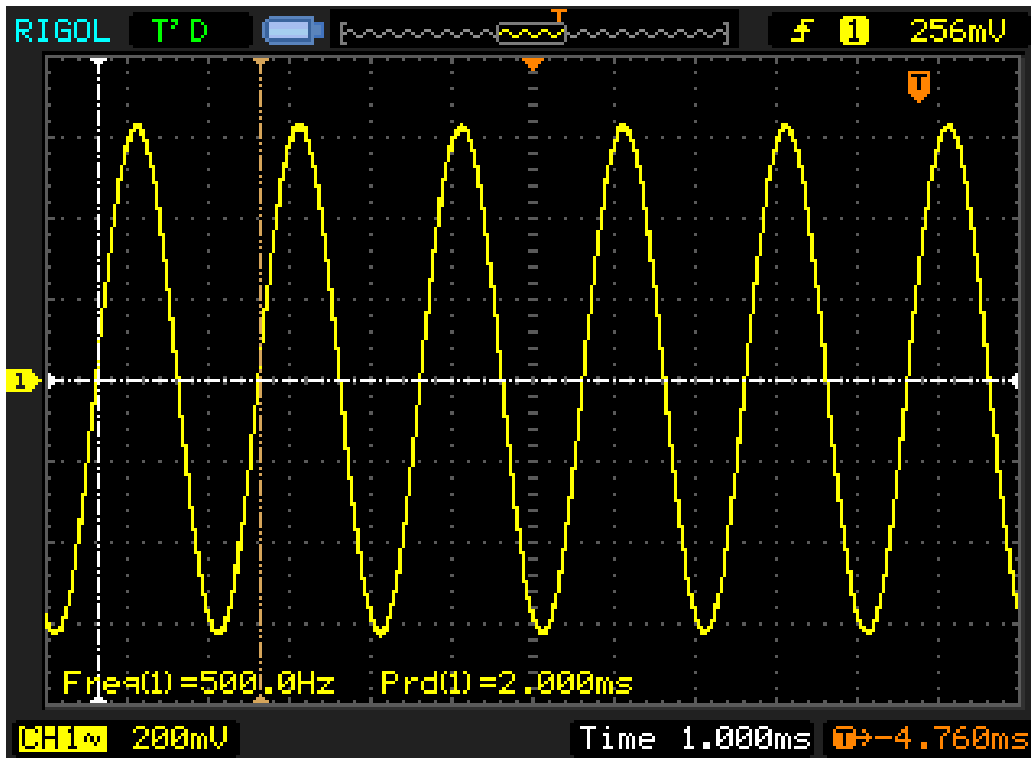 RIGOL T'D T 1 256mV
T
1
Freq(1)=500.0Hz Prd(1)=2.000ms
CH1~ 200mV Time 1.000ms T→-4.760ms